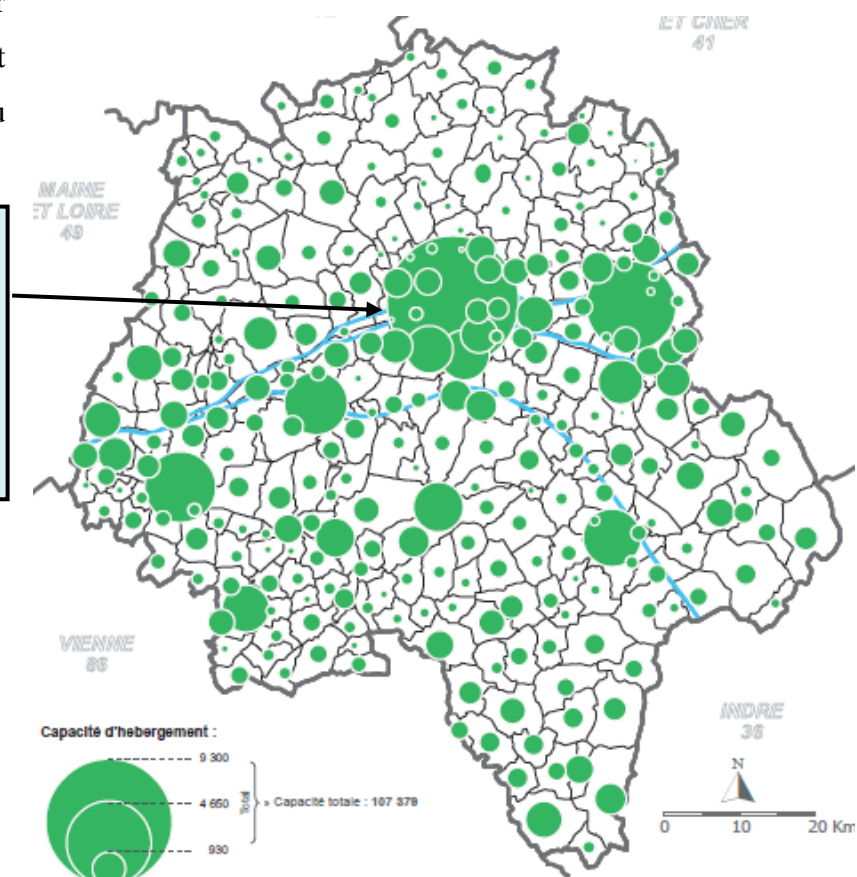 r
t
u
ET CHER
41
MAINE
ET LOIRE
49
VIENNE
86
INDRE
36
Capacité d'hebergement :
9 300
4 660
930
Total
» Capacité totale : 107 379
N
0 10 20 Km